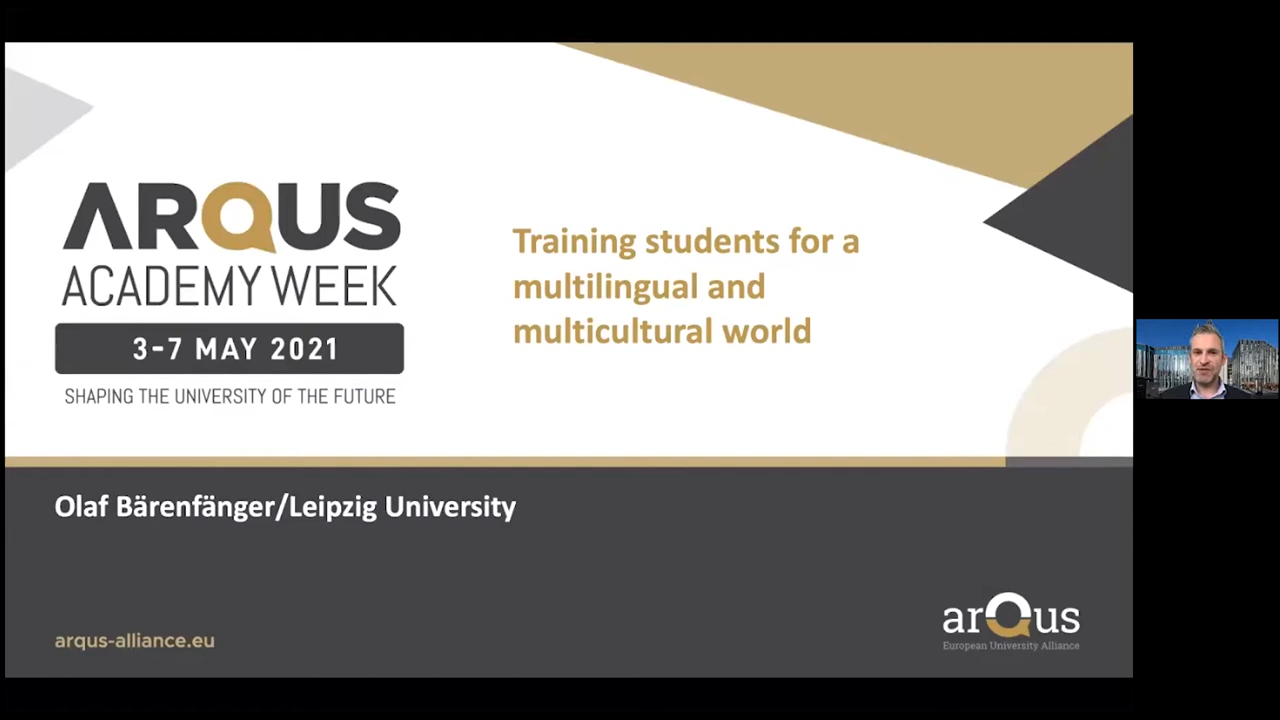 ARQUS
ACADEMY WEEK
3-7 MAY 2021
SHAPING THE UNIVERSITY OF THE FUTURE
Training students for a
multilingual and
multicultural world
Olaf Bärenfänger/Leipzig University
arqus-alliance.eu
arqus
European University Alliance